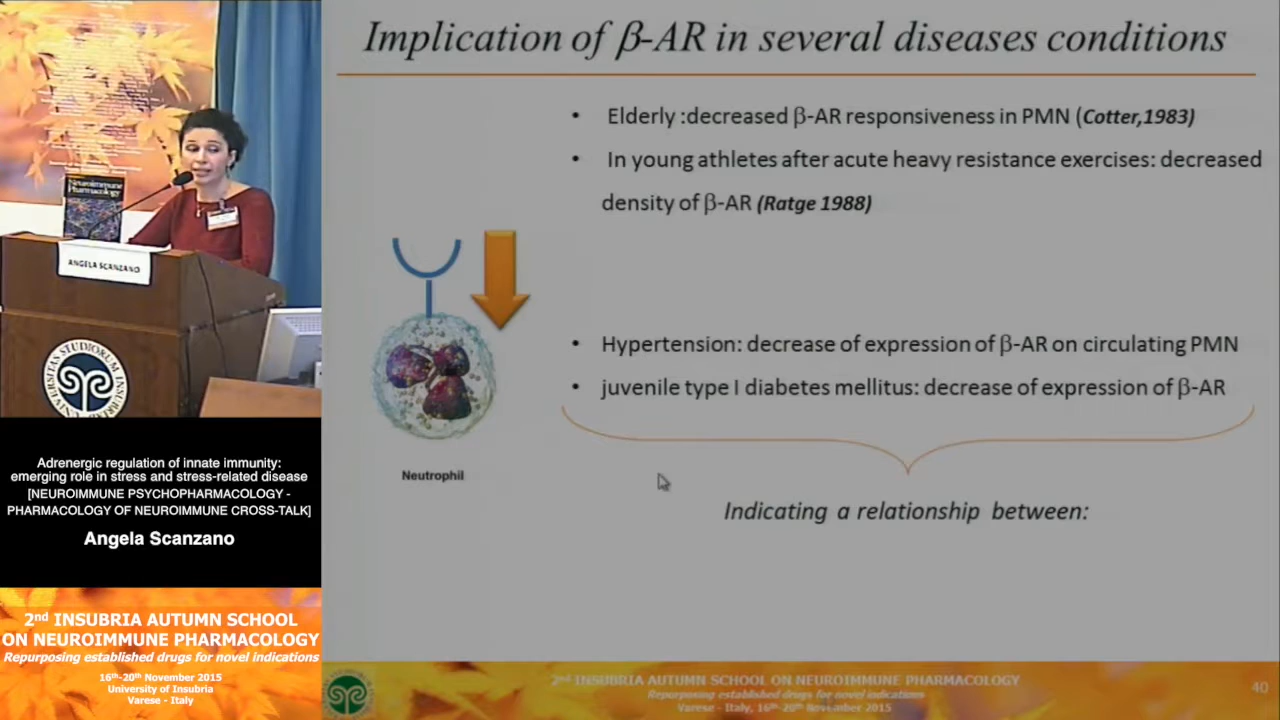 Implication of β-AR in several diseases conditions
• Elderly :decreased β-AR responsiveness in PMN (Cotter,1983)
• In young athletes after acute heavy resistance exercises: decreased
density of β-AR (Ratge 1988)
• Hypertension: decrease of expression of β-AR on circulating PMN
• juvenile type I diabetes mellitus: decrease of expression of β-AR
Neutrophil
Indicating a relationship between:
2nd INSUBRIA AUTUMN SCHOOL ON NEUROIMMUNE PHARMACOLOGY
Repurposing established drugs for novel indications
Varese - Italy, 16th-20th November 2015
40
Neuroimmune
Pharmacology
ANGELA SCANZANO
Adrenergic regulation of innate immunity:
emerging role in stress and stress-related disease
[NEUROIMMUNE PSYCHOPHARMACOLOGY -
PHARMACOLOGY OF NEUROIMMUNE CROSS-TALK]
Angela Scanzano
2nd INSUBRIA AUTUMN SCHOOL
ON NEUROIMMUNE PHARMACOLOGY
Repurposing established drugs for novel indications
16th-20th November 2015
University of Insubria
Varese - Italy